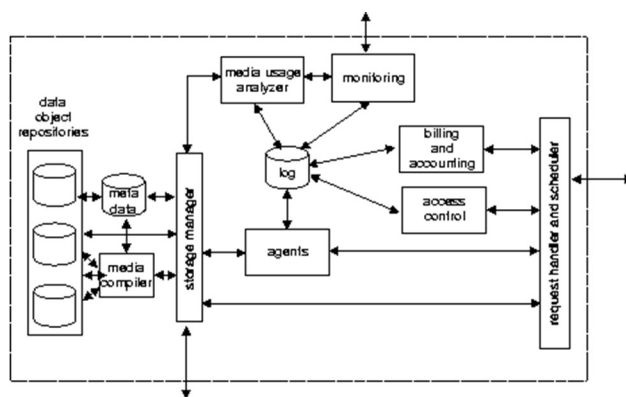 data
object
repositories
media usage
analyzer
monitoring
billing
and
accounting
log
access
control
meta
data
media
compiler
storage manager
agents
request handler and scheduler